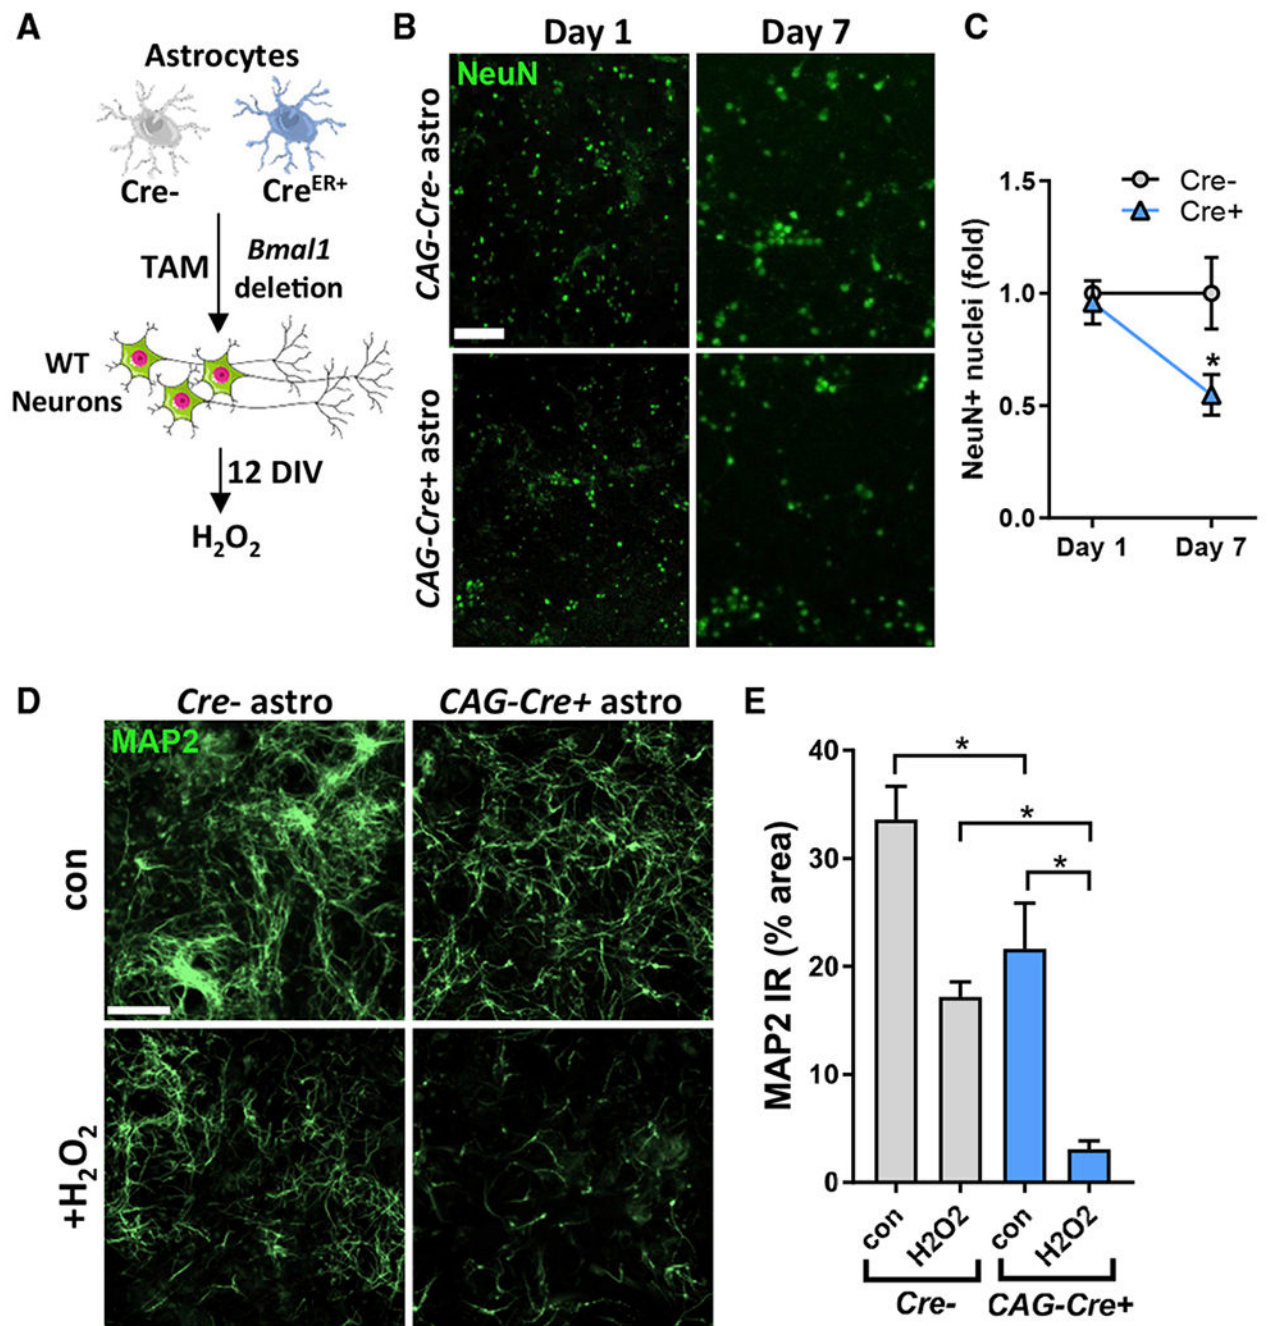 A
Astrocytes
Cre-
CreER+
TAM
Bmal1
deletion
WT
Neurons
12 DIV
H2O2
B
Day 1
Day 7
NeuN
CAG-Cre- astro
CAG-Cre+ astro
C
Cre-
Cre+
1.5
1.0
0.5
0.0
NeuN+ nuclei (fold)
*
Day 1
Day 7
D
Cre- astro
CAG-Cre+ astro
MAP2
con
+H2O2
E
MAP2 IR (% area)
40
30
20
10
0
*
*
*
con
H2O2
con
H2O2
Cre-
CAG-Cre+